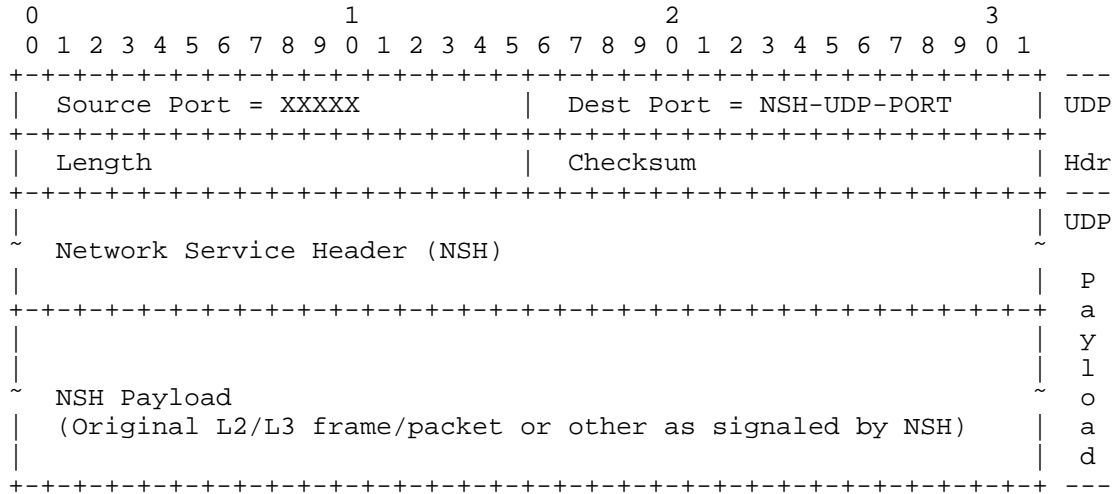 0                   1                   2                   3
 0 1 2 3 4 5 6 7 8 9 0 1 2 3 4 5 6 7 8 9 0 1 2 3 4 5 6 7 8 9 0 1
+-+-+-+-+-+-+-+-+-+-+-+-+-+-+-+-+-+-+-+-+-+-+-+-+-+-+-+-+-+-+-+-+ ---
|  Source Port = XXXXX          |  Dest Port = NSH-UDP-PORT     | UDP
+-+-+-+-+-+-+-+-+-+-+-+-+-+-+-+-+-+-+-+-+-+-+-+-+-+-+-+-+-+-+-+-+
|  Length                       |  Checksum                     | Hdr
+-+-+-+-+-+-+-+-+-+-+-+-+-+-+-+-+-+-+-+-+-+-+-+-+-+-+-+-+-+-+-+-+ ---
|                                                               | UDP
~  Network Service Header (NSH)                                 ~
|                                                               |  P
+-+-+-+-+-+-+-+-+-+-+-+-+-+-+-+-+-+-+-+-+-+-+-+-+-+-+-+-+-+-+-+-+  a
|                                                               |  y
|                                                               |  l
~  NSH Payload                                                  ~  o
|  (Original L2/L3 frame/packet or other as signaled by NSH)    |  a
|                                                               |  d
+-+-+-+-+-+-+-+-+-+-+-+-+-+-+-+-+-+-+-+-+-+-+-+-+-+-+-+-+-+-+-+-+ ---